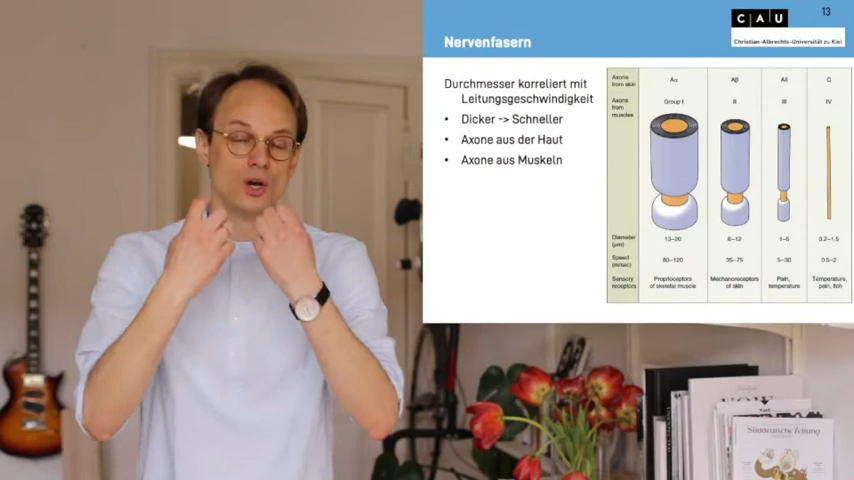 13
CAU
Christian-Albrechts-Universität zu Kiel
Nervenfasern
Durchmesser korreliert mit
Leitungsgeschwindigkeit
• Dicker -> Schneller
• Axone aus der Haut
• Axone aus Muskeln
Axons from skin Aα Aβ Aδ C
Axons from muscles Group I II III IV
Diameter (µm) 13–20 6–12 1–5 0.2–1.5
Speed (m/sec) 80–120 35–75 5–30 0.5–2
Sensory receptors Proprioceptors of skeletal muscle Mechanoreceptors of skin Pain, temperature Temperature, pain, itch
Süddeutsche Zeitung